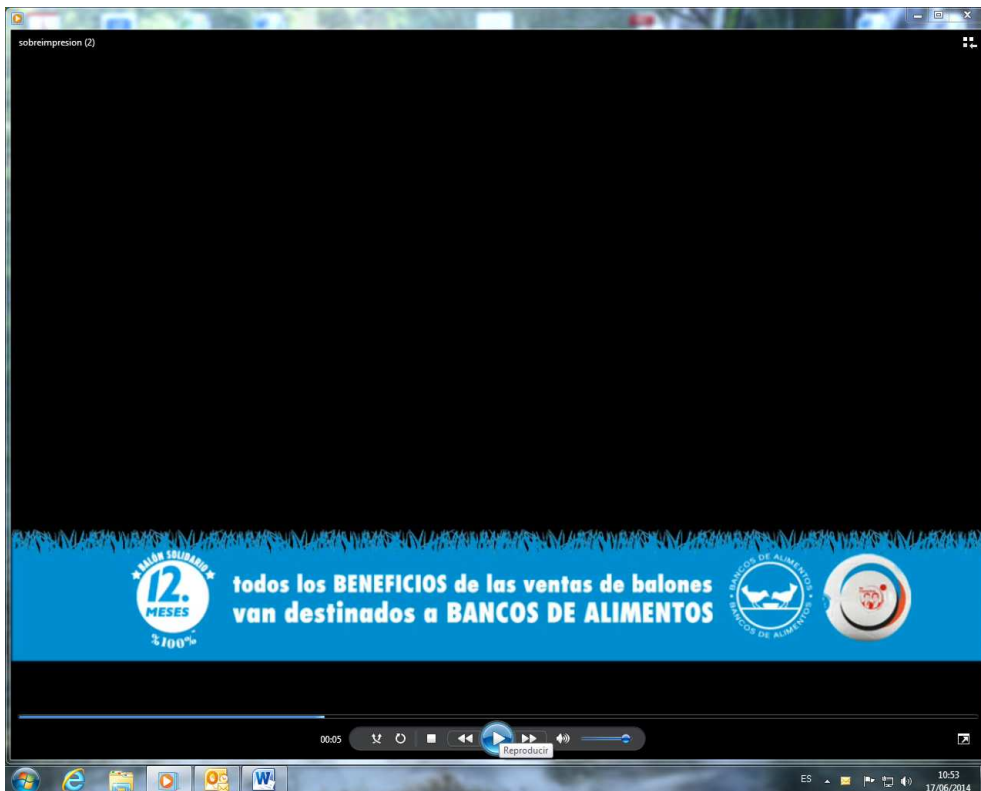 sobreimpresion (2)
BALÓN SOLIDARIO
12.
MESES
%100%
todos los BENEFICIOS de las ventas de balones
van destinados a BANCOS DE ALIMENTOS
BANCOS DE ALIMENTOS • BANCOS DE ALIMENTOS •
00:05
Reproducir
ES
10:53
17/06/2014